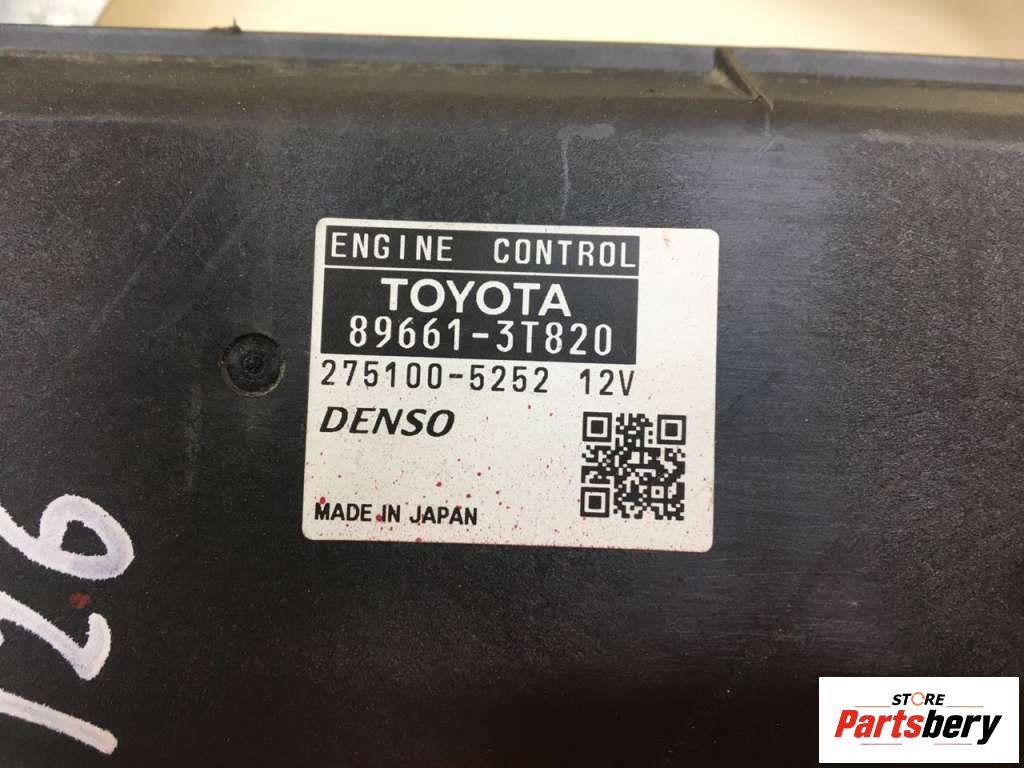 ENGINE CONTROL
TOYOTA
89661-3T820
275100-5252 12V
DENSO
MADE IN JAPAN
STORE
Partsbery